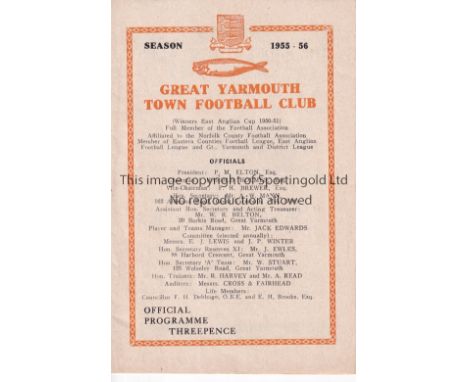 SEASON 1955-56
GREAT YARMOUTH
TOWN FOOTBALL CLUB
(Winners East Anglian Cup 1950-51)
Full Member of the Football Association
Affiliated to the Norfolk County Football Association
Member of Eastern Counties Football League, East Anglian
Football League and Gt. Yarmouth and District League
OFFICIALS
President: P. M. ELTON, Esq.
This image copyright of Sportingold Limited
Vice-Chairman: F. S. BREWER, Esq.
Hon. Secretary: Mr. A. W. MANN
No reproduction allowed
Assistant Hon. Secretary and Acting Treasurer:
Mr. W. R. BELTON,
Road, Great Yarmouth
Player and Teams Manager: Mr. JACK EDWARDS
Committee (elected annually):
Messrs. E. J. LEWIS and J. P. WINTER
Hon. Secretary Reserves XI: Mr. J. EWLES,
Harbord Crescent, Great Yarmouth
Hon. Secretary 'A' Team: Mr. W. STUART,
Wolseley Road, Great Yarmouth
Hon. Trainers: Mr. R. HARVEY and Mr. A. READ
Auditors: Messrs. CROSS & FAIRHEAD
Life Members:
Councillor F. H. Debbage, O.B.E. and E. H. Brooks, Esq.
OFFICIAL
PROGRAMME
THREEPENCE